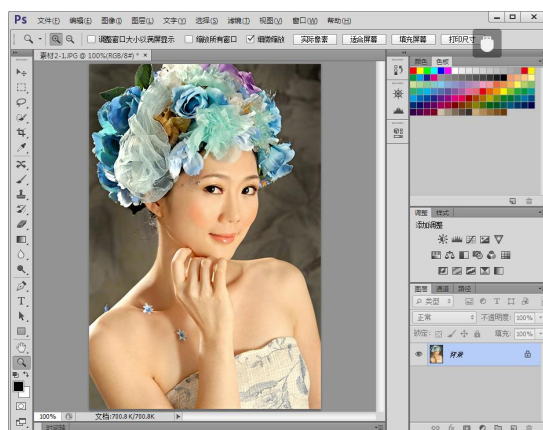 Ps 文件(F) 编辑(E) 图像(I) 图层(L) 文字(Y) 选择(S) 滤镜(T) 视图(V) 窗口(W) 帮助(H)
调整窗口大小以满屏显示 缩放所有窗口 细微缩放 实际像素 适合屏幕 填充屏幕 打印尺寸
素材2-1.JPG @ 100%(RGB/8#) * ×
颜色 色板
调整 样式
添加调整
图层 通道 路径
类型
正常 不透明度: 100%
锁定: 填充: 100%
背景
100% 文档:700.8K/700.8K
时间轴